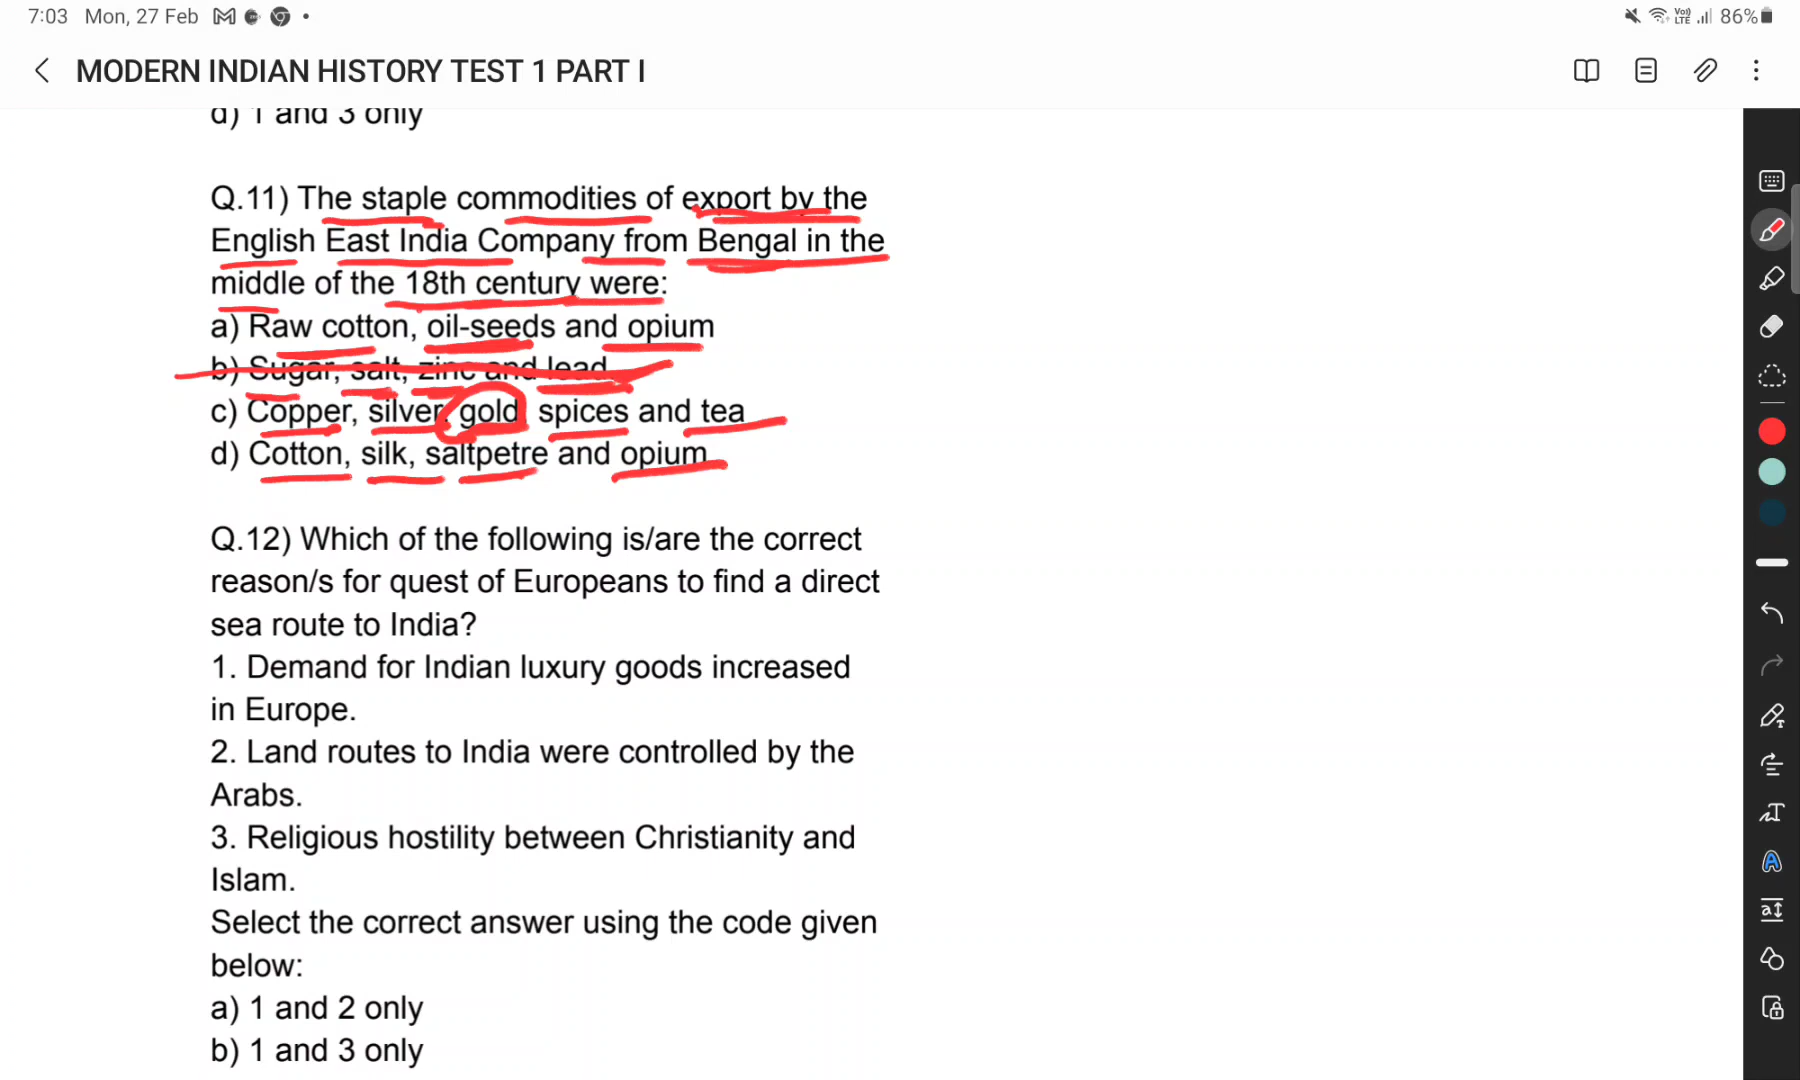 7:03 Mon, 27 Feb
Vo)) LTE 86%
MODERN INDIAN HISTORY TEST 1 PART I
d) 1 and 3 only
Q.11) The staple commodities of export by the
English East India Company from Bengal in the
middle of the 18th century were:
a) Raw cotton, oil-seeds and opium
b) Sugar, salt, zinc and lead
c) Copper, silver, gold, spices and tea
d) Cotton, silk, saltpetre and opium
Q.12) Which of the following is/are the correct
reason/s for quest of Europeans to find a direct
sea route to India?
1. Demand for Indian luxury goods increased
in Europe.
2. Land routes to India were controlled by the
Arabs.
3. Religious hostility between Christianity and
Islam.
Select the correct answer using the code given
below:
a) 1 and 2 only
b) 1 and 3 only